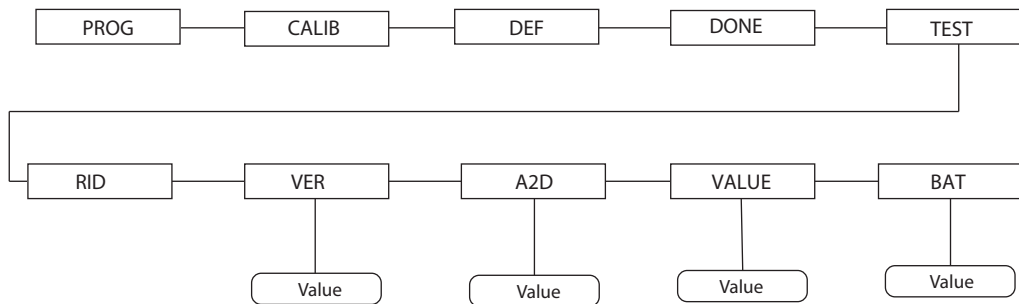 PROG
CALIB
DEF
DONE
TEST
RID
VER
A2D
VALUE
BAT
Value
Value
Value
Value